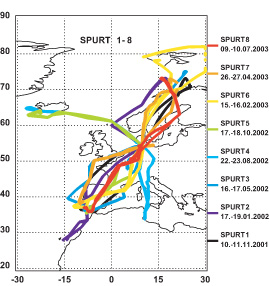 90
80
70
60
50
40
30
20
-30
-15
0
15
30
SPURT 1-8
SPURT8
09.-10.07.2003
SPURT7
26.-27.04.2003
SPURT6
15.-16.02.2003
SPURT5
17.-18.10.2002
SPURT4
22.-23.08.2002
SPURT3
16.-17.05.2002
SPURT2
17.-19.01.2002
SPURT1
10.-11.11.2001